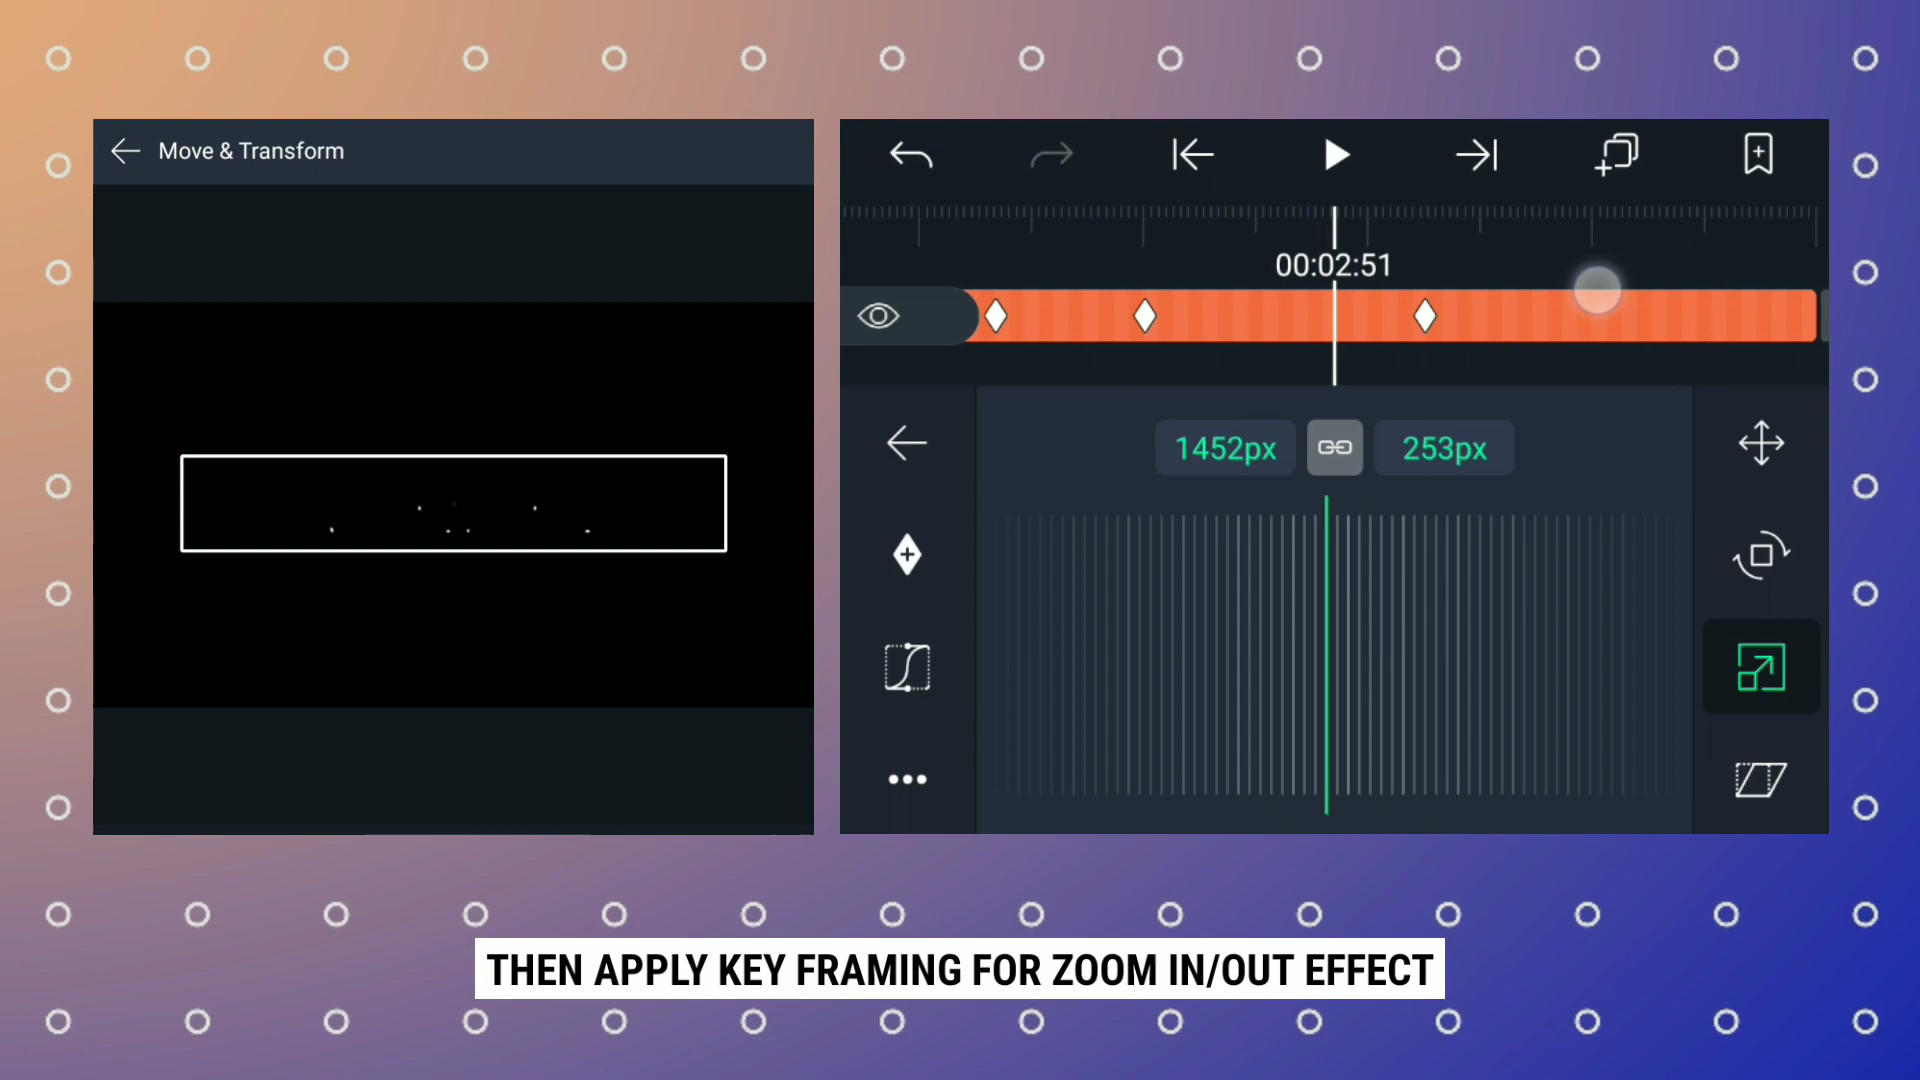 Move & Transform
00:02:51
1452px
253px
THEN APPLY KEY FRAMING FOR ZOOM IN/OUT EFFECT